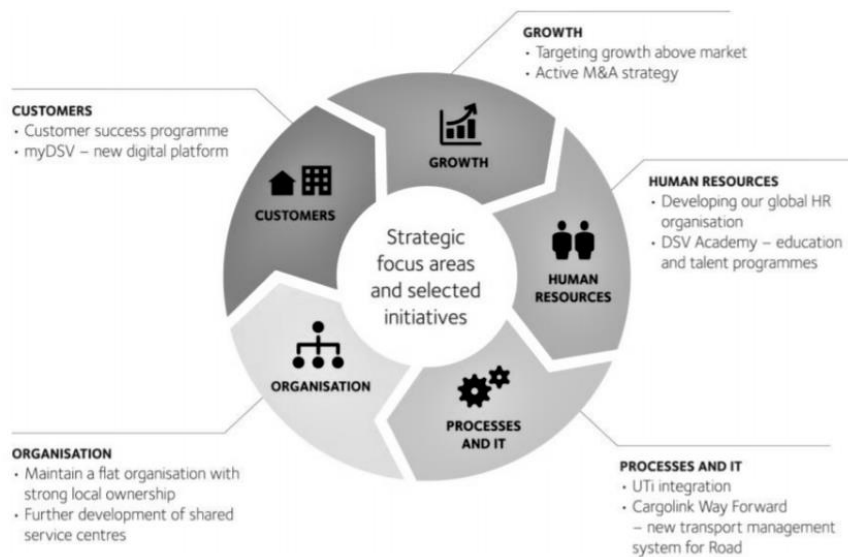 GROWTH
• Targeting growth above market
• Active M&A strategy
CUSTOMERS
• Customer success programme
• myDSV – new digital platform
HUMAN RESOURCES
• Developing our global HR
organisation
• DSV Academy – education
and talent programmes
GROWTH
CUSTOMERS
HUMAN
RESOURCES
Strategic
focus areas
and selected
initiatives
ORGANISATION
PROCESSES
AND IT
ORGANISATION
• Maintain a flat organisation with
strong local ownership
• Further development of shared
service centres
PROCESSES AND IT
• UTi integration
• Cargolink Way Forward
– new transport management
system for Road